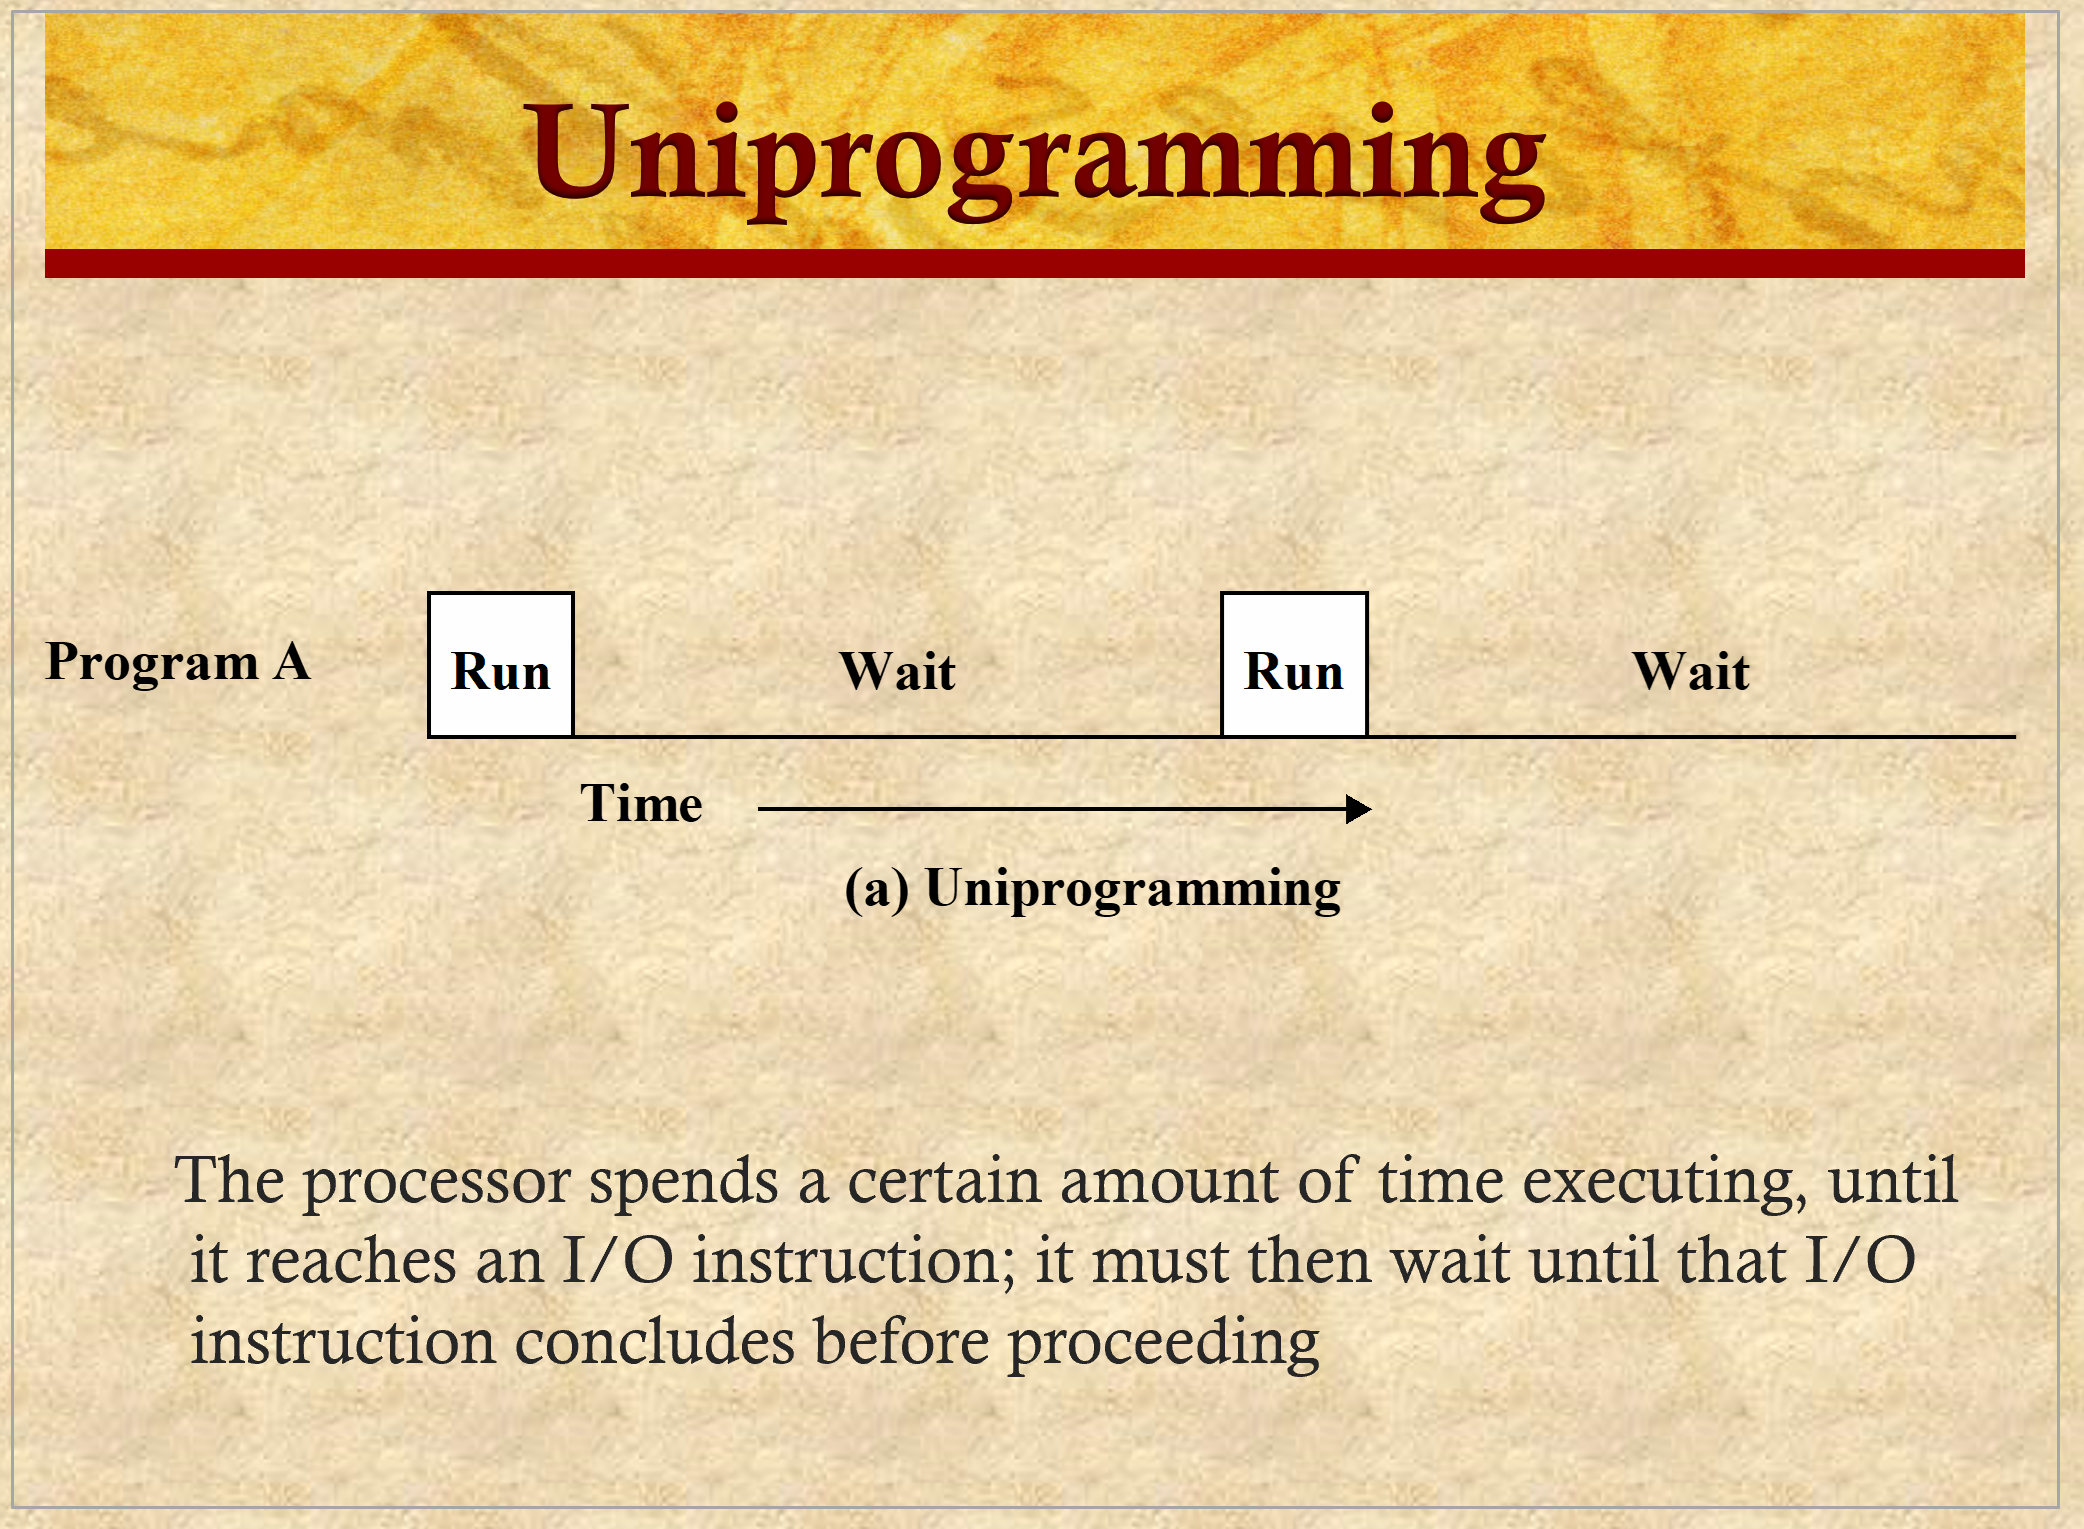 Uniprogramming
Program A Run Wait Run Wait
Time
(a) Uniprogramming
The processor spends a certain amount of time executing, until
it reaches an I/O instruction; it must then wait until that I/O
instruction concludes before proceeding